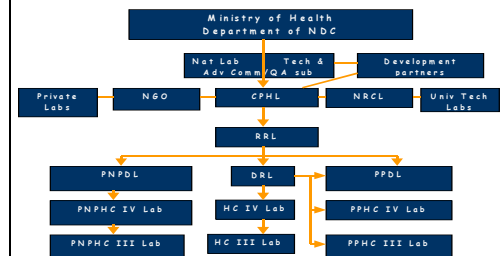 Ministry of Health
Department of NDC
Nat Lab Tech &
Adv Comm/QA sub
Development
partners
Private
Labs
NGO
CPHL
NRCL
Univ Tech
Labs
RRL
PNPDL
DRL
PPDL
PNPHC IV Lab
HC IV Lab
PPHC IV Lab
PNPHC III Lab
HC III Lab
PPHC III Lab